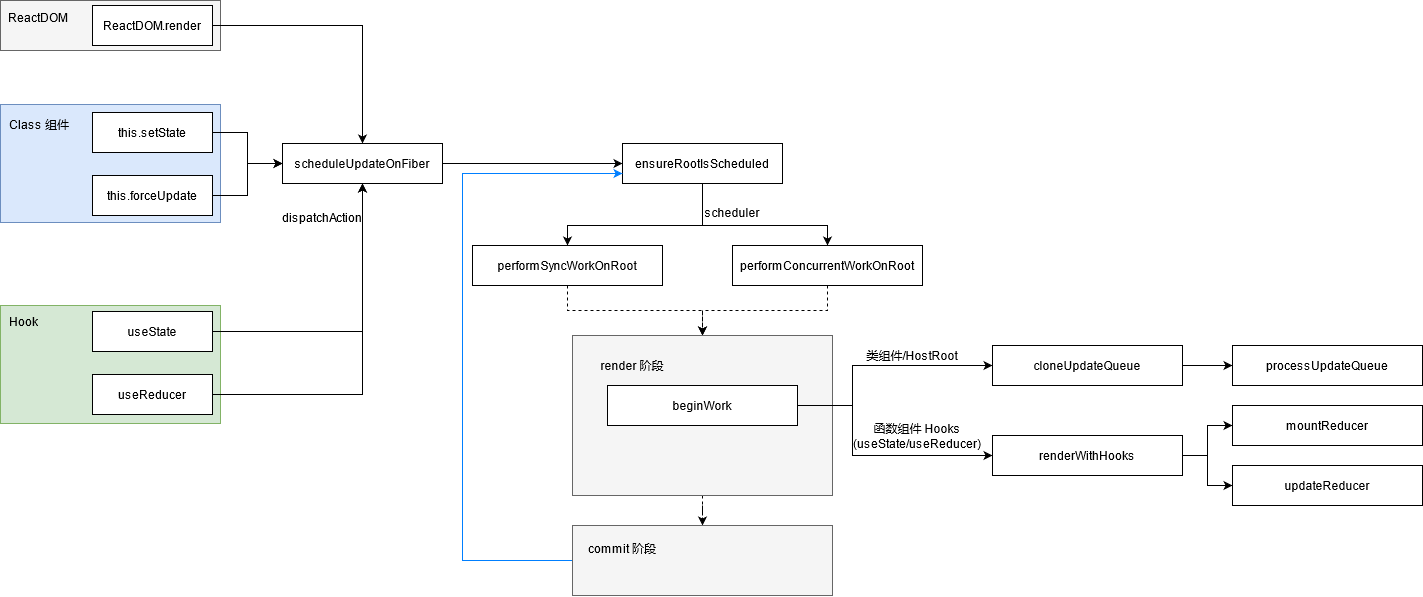 ReactDOM
ReactDOM.render
Class 组件
this.setState
this.forceUpdate
scheduleUpdateOnFiber
ensureRootIsScheduled
dispatchAction
scheduler
performSyncWorkOnRoot
performConcurrentWorkOnRoot
Hook
useState
useReducer
render 阶段
beginWork
类组件/HostRoot
cloneUpdateQueue
processUpdateQueue
函数组件 Hooks
(useState/useReducer)
renderWithHooks
mountReducer
updateReducer
commit 阶段